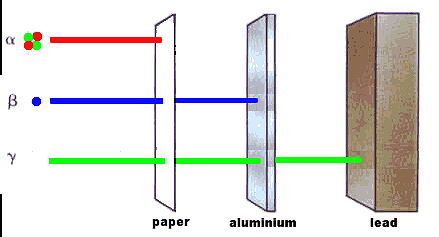 α
β
γ
paper aluminium lead